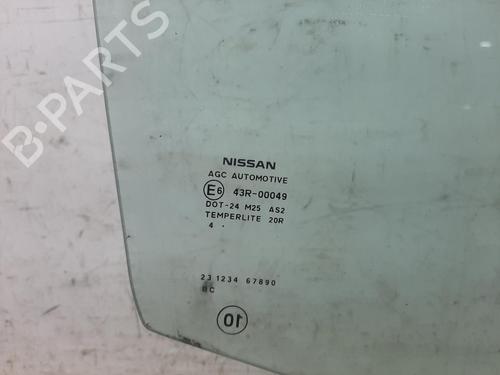 B-PARTS
NISSAN
AGC AUTOMOTIVE
E6 43R-00049
DOT-24 M25 AS2
TEMPERLITE 20R
4 .
23 1234 67890
BC
10